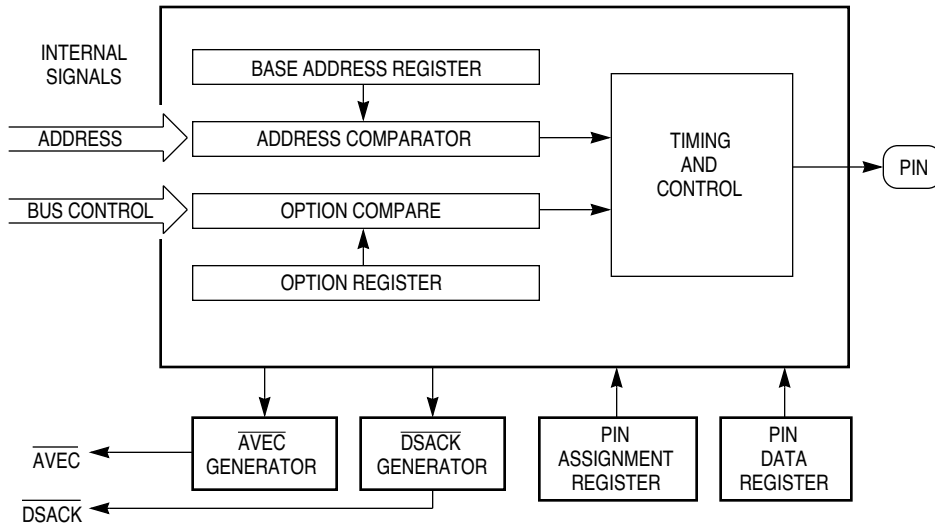 INTERNAL
SIGNALS
BASE ADDRESS REGISTER
ADDRESS
ADDRESS COMPARATOR
TIMING
AND
CONTROL
PIN
BUS CONTROL
OPTION COMPARE
OPTION REGISTER
AVEC
GENERATOR
DSACK
GENERATOR
PIN
ASSIGNMENT
REGISTER
PIN
DATA
REGISTER
AVEC
DSACK